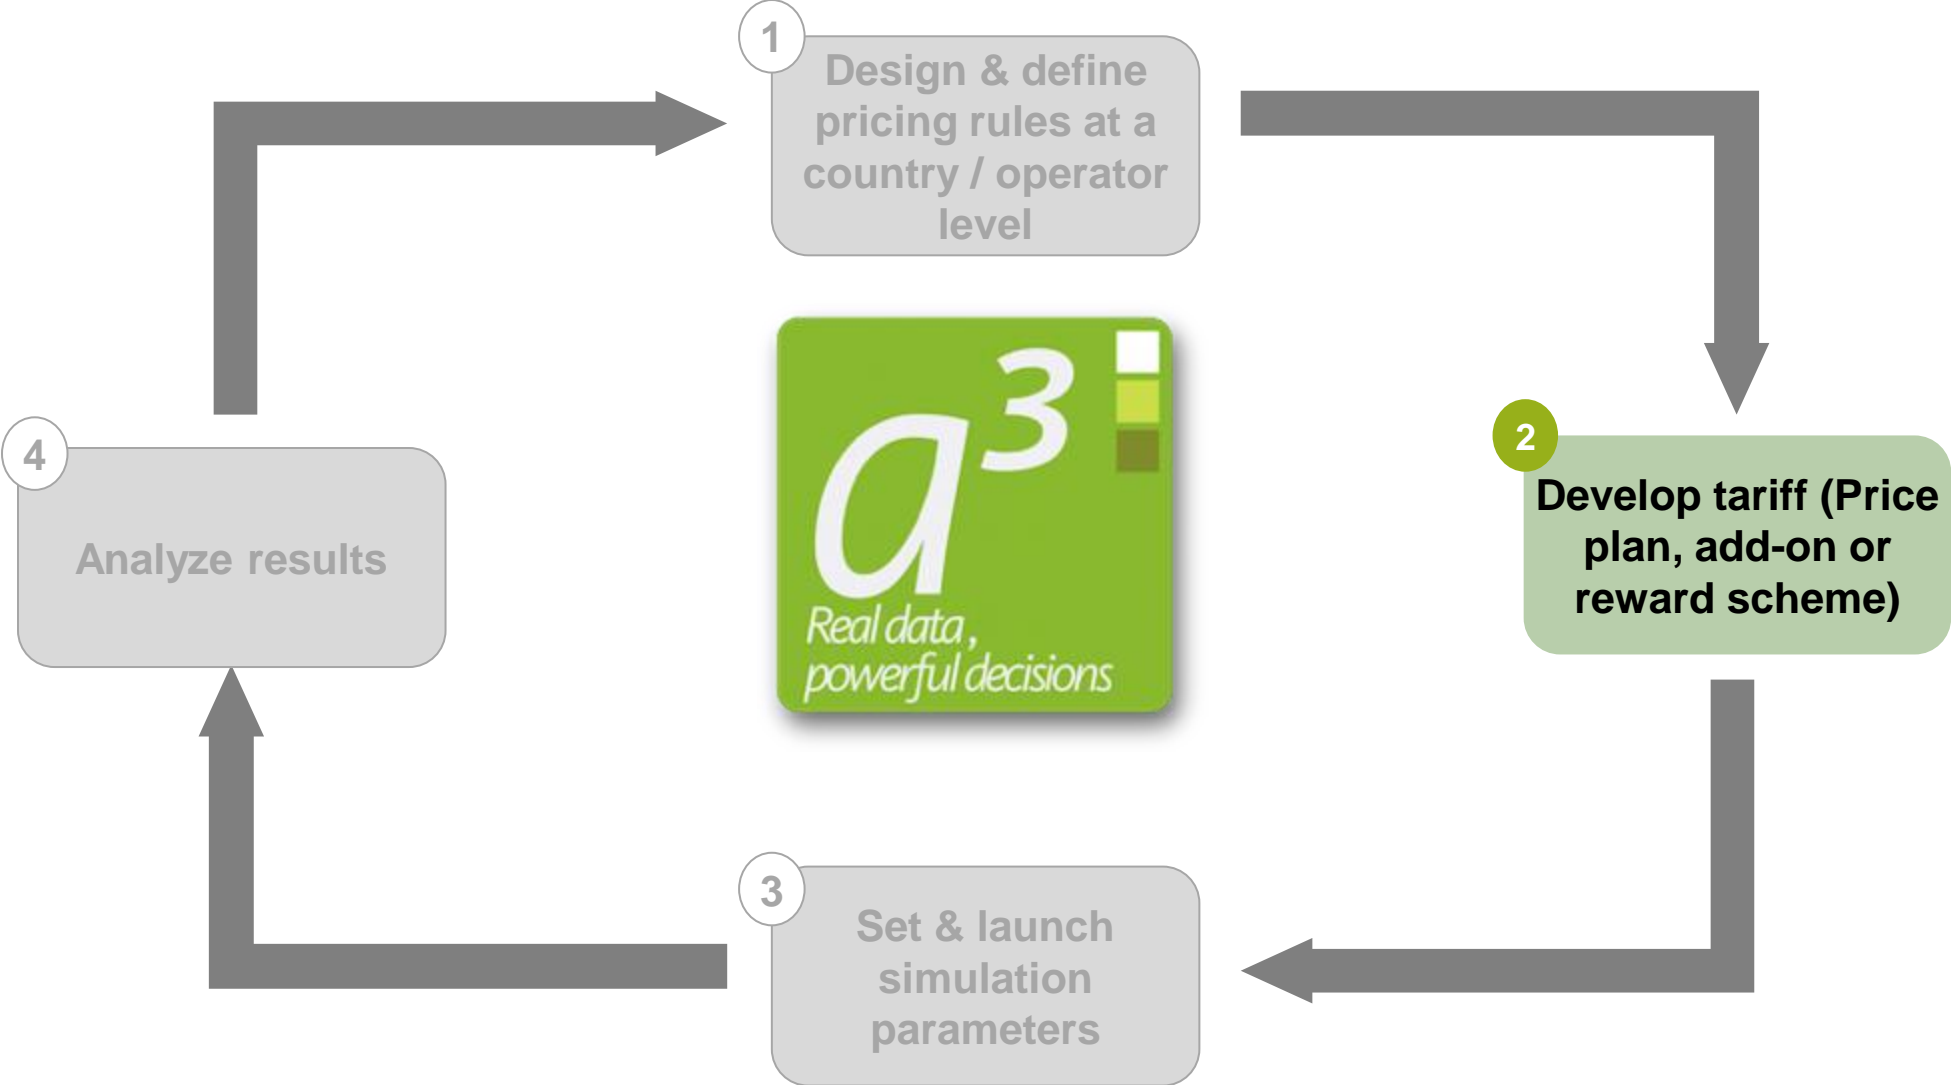 1
Design & define
pricing rules at a
country / operator
level
a³
Real data,
powerful decisions
2
Develop tariff (Price
plan, add-on or
reward scheme)
3
Set & launch
simulation
parameters
4
Analyze results